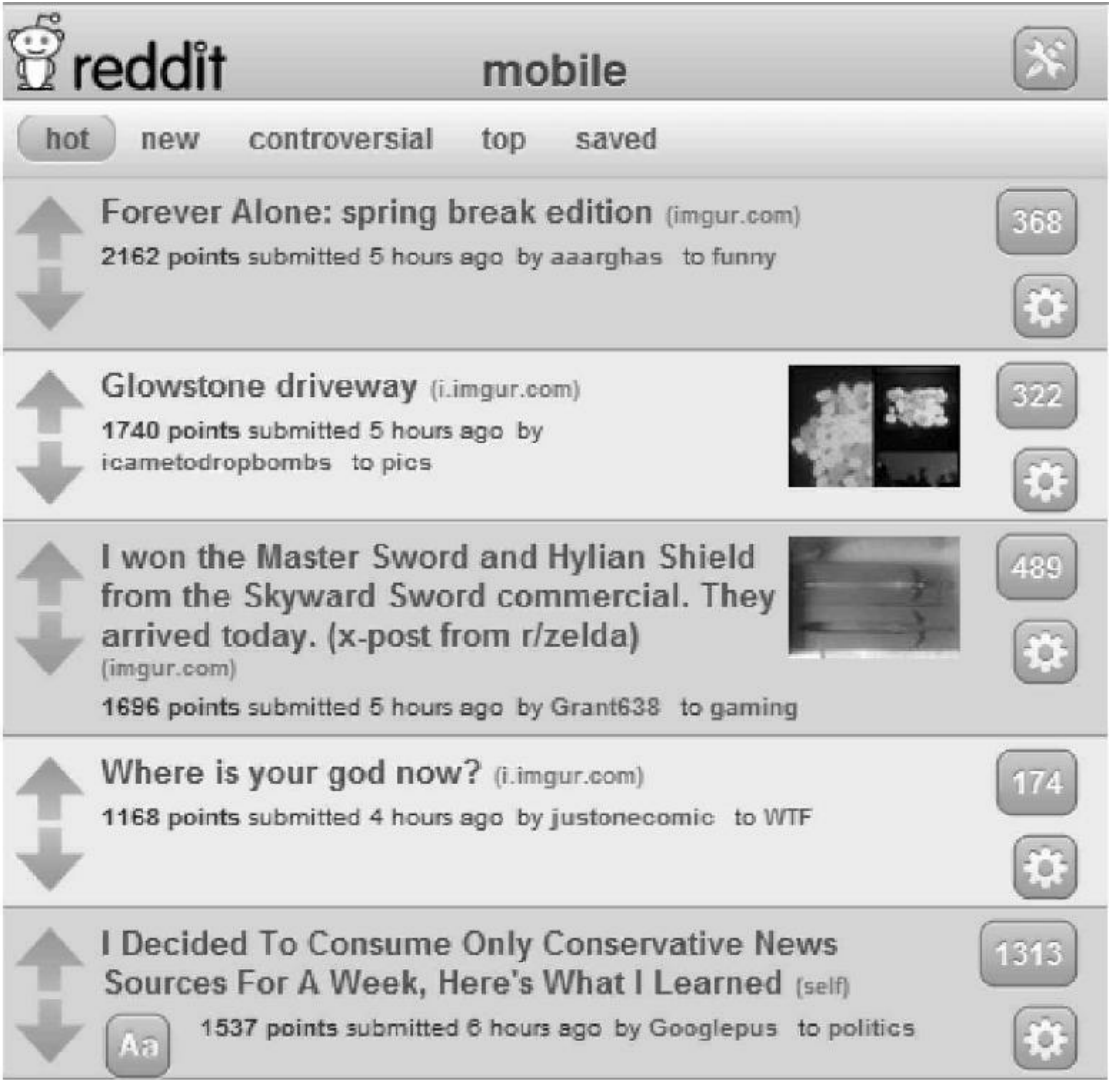 reddit mobile
hot new controversial top saved
Forever Alone: spring break edition (imgur.com)
368
2162 points submitted 5 hours ago by aaarghas to funny
Glowstone driveway (i.imgur.com)
322
1740 points submitted 5 hours ago by
icametodropbombs to pics
I won the Master Sword and Hylian Shield
489
from the Skyward Sword commercial. They
arrived today. (x-post from r/zelda)
(imgur.com)
1696 points submitted 5 hours ago by Grant638 to gaming
Where is your god now? (i.imgur.com)
174
1168 points submitted 4 hours ago by justonecomic to WTF
I Decided To Consume Only Conservative News
1313
Sources For A Week, Here's What I Learned (self)
Aa
1537 points submitted 6 hours ago by Googlepus to politics